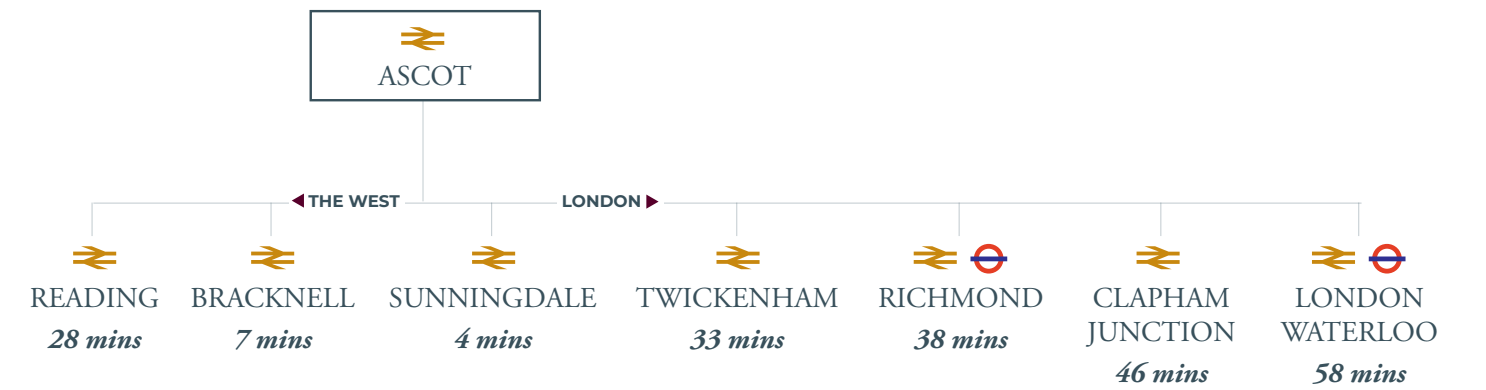 ASCOT
THE WEST
LONDON
READING
28 mins
BRACKNELL
7 mins
SUNNINGDALE
4 mins
TWICKENHAM
33 mins
RICHMOND
38 mins
CLAPHAM
JUNCTION
46 mins
LONDON
WATERLOO
58 mins